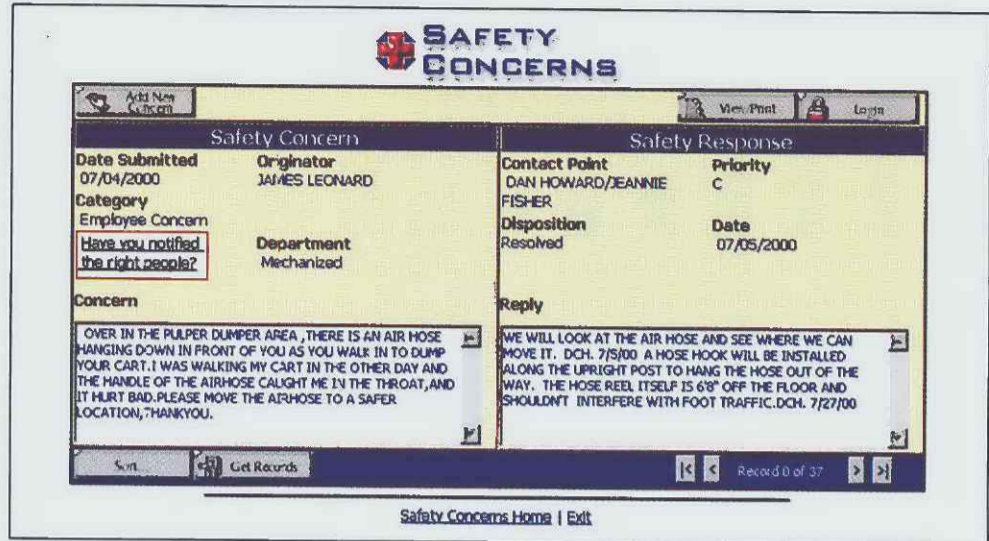 SAFETY
CONCERNS
Add New
Concern
View/Print
Login
Safety Concern
Date Submitted
07/04/2000
Originator
JAMES LEONARD
Category
Employee Concern
Have you notified
the right people?
Department
Mechanized
Concern
OVER IN THE PULPER DUMPER AREA ,THERE IS AN AIR HOSE
HANGING DOWN IN FRONT OF YOU AS YOU WALK IN TO DUMP
YOUR CART.I WAS WALKING MY CART IN THE OTHER DAY AND
THE HANDLE OF THE AIRHOSE CAUGHT ME IN THE THROAT,AND
IT HURT BAD.PLEASE MOVE THE AIRHOSE TO A SAFER
LOCATION,THANKYOU.
Safety Response
Contact Point
DAN HOWARD/JEANNIE
FISHER
Priority
C
Disposition
Resolved
Date
07/05/2000
Reply
WE WILL LOOK AT THE AIR HOSE AND SEE WHERE WE CAN
MOVE IT. DCH. 7/5/00 A HOSE HOOK WILL BE INSTALLED
ALONG THE UPRIGHT POST TO HANG THE HOSE OUT OF THE
WAY. THE HOSE REEL ITSELF IS 6'8" OFF THE FLOOR AND
SHOULDN'T INTERFERE WITH FOOT TRAFFIC.DCH. 7/27/00
Sort...
Get Records
Record 0 of 37
Safety Concerns Home | Exit